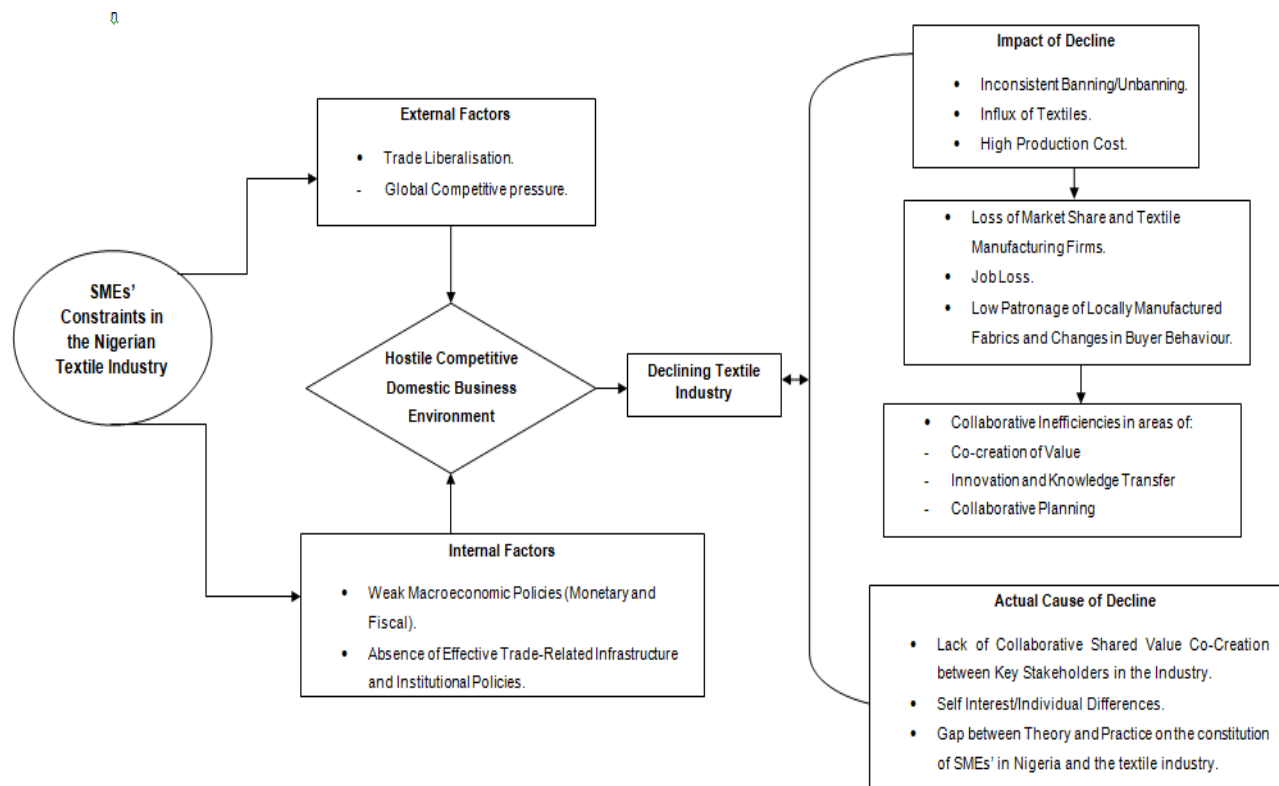 SMEs'
Constraints in
the Nigerian
Textile Industry
External Factors
• Trade Liberalisation.
- Global Competitive pressure.
Hostile Competitive
Domestic Business
Environment
Internal Factors
• Weak Macroeconomic Policies (Monetary and
Fiscal).
• Absence of Effective Trade-Related Infrastructure
and Institutional Policies.
Declining Textile
Industry
Impact of Decline
• Inconsistent Banning/Unbanning.
• Influx of Textiles.
• High Production Cost.
• Loss of Market Share and Textile
Manufacturing Firms.
• Job Loss.
• Low Patronage of Locally Manufactured
Fabrics and Changes in Buyer Behaviour.
• Collaborative Inefficiencies in areas of:
- Co-creation of Value
- Innovation and Knowledge Transfer
- Collaborative Planning
Actual Cause of Decline
• Lack of Collaborative Shared Value Co-Creation
between Key Stakeholders in the Industry.
• Self Interest/Individual Differences.
• Gap between Theory and Practice on the constitution
of SMEs' in Nigeria and the textile industry.